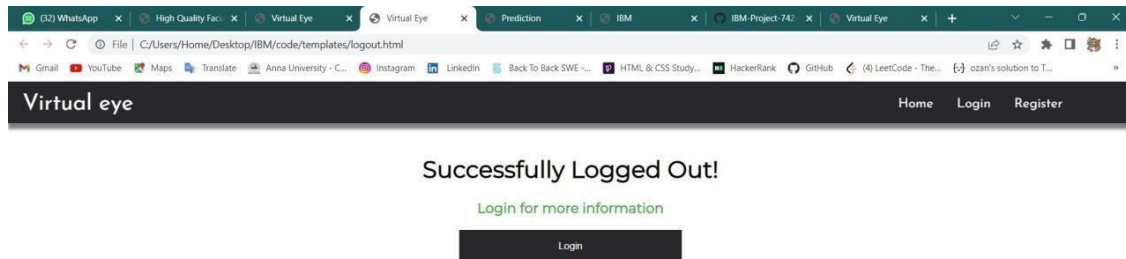 (32) WhatsApp High Quality Faci Virtual Eye Virtual Eye Prediction IBM IBM-Project-742 Virtual Eye
File C:/Users/Home/Desktop/IBM/code/templates/logout.html
Gmail YouTube Maps Translate Anna University - C... Instagram LinkedIn Back To Back SWE -... HTML & CSS Study... HackerRank GitHub (4) LeetCode - The... ozan's solution to T...
Virtual eye Home Login Register
Successfully Logged Out!
Login for more information
Login